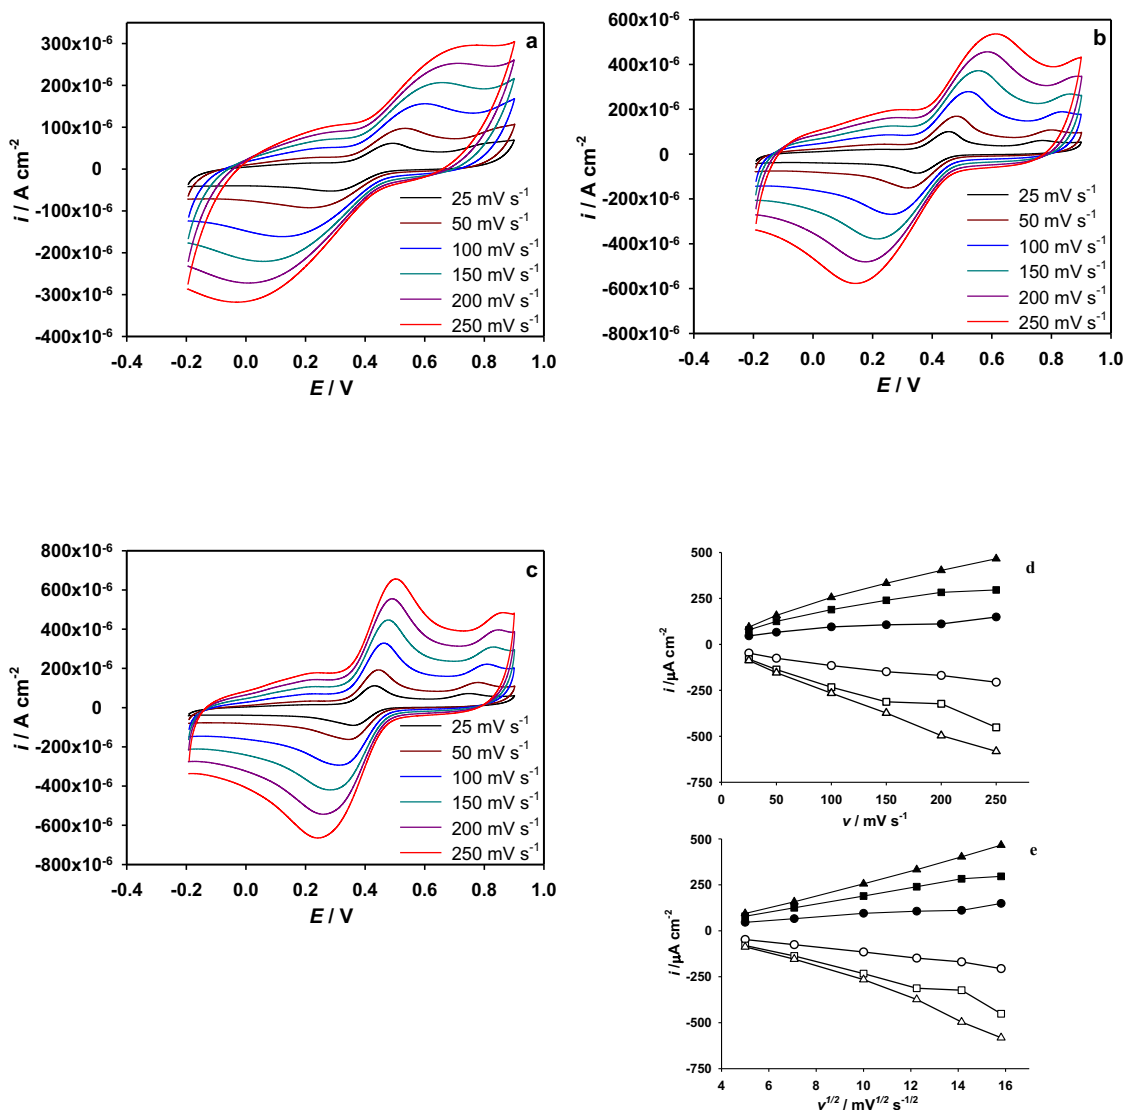 a
300x10-6
200x10-6
100x10-6
0
-100x10-6
-200x10-6
-300x10-6
-400x10-6
i / A cm-2
25 mV s-1
50 mV s-1
100 mV s-1
150 mV s-1
200 mV s-1
250 mV s-1
-0.4 -0.2 0.0 0.2 0.4 0.6 0.8 1.0
E / V
b
600x10-6
400x10-6
200x10-6
0
-200x10-6
-400x10-6
-600x10-6
-800x10-6
i / A cm-2
25 mV s-1
50 mV s-1
100 mV s-1
150 mV s-1
200 mV s-1
250 mV s-1
-0.4 -0.2 0.0 0.2 0.4 0.6 0.8 1.0
E / V
c
800x10-6
600x10-6
400x10-6
200x10-6
0
-200x10-6
-400x10-6
-600x10-6
-800x10-6
i / A cm-2
25 mV s-1
50 mV s-1
100 mV s-1
150 mV s-1
200 mV s-1
250 mV s-1
-0.4 -0.2 0.0 0.2 0.4 0.6 0.8 1.0
E / V
d
500
250
0
-250
-500
-750
i /µA cm-2
0 50 100 150 200 250
v / mV s-1
e
500
250
0
-250
-500
-750
i /µA cm-2
4 6 8 10 12 14 16
v1/2 / mV1/2 s-1/2